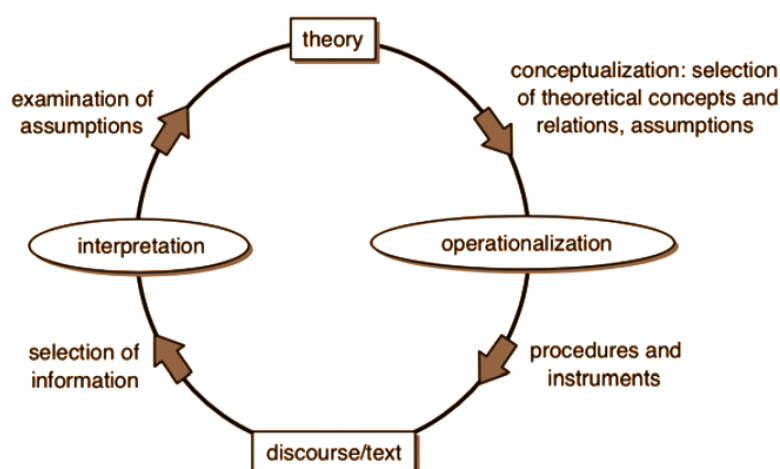 theory
conceptualization: selection
of theoretical concepts and
relations, assumptions
examination of
assumptions
interpretation
operationalization
selection of
information
procedures and
instruments
discourse/text